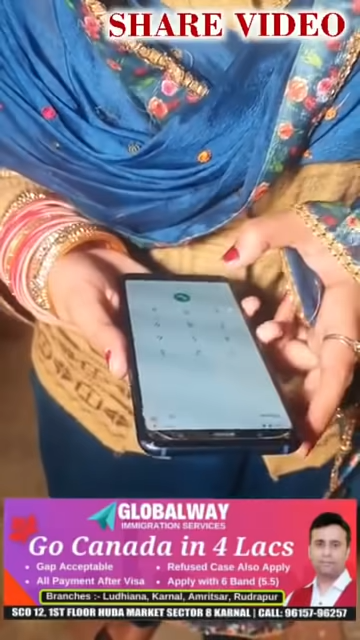 SHARE VIDEO
GLOBALWAY
IMMIGRATION SERVICES
Go Canada in 4 Lacs
• Gap Acceptable
• Refused Case Also Apply
• All Payment After Visa
• Apply with 6 Band (5.5)
Branches :- Ludhiana, Karnal, Amritsar, Rudrapur
SCO 12, 1ST FLOOR HUDA MARKET SECTOR 8 KARNAL | CALL: 96157-96257